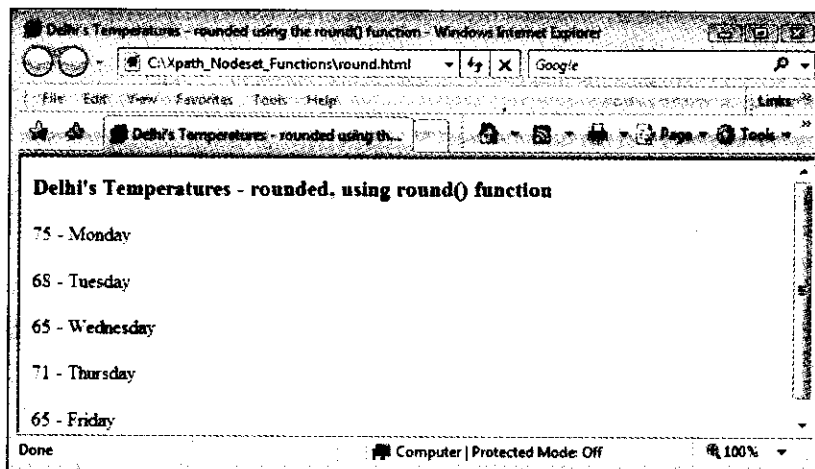 Delhi's Temperatures - rounded using the round() function - Windows Internet Explorer
C:\Xpath_Nodeset_Functions\round.html
Google
File Edit View Favorites Tools Help
Links
Delhi's Temperatures - rounded using th...
Page
Tools
Delhi's Temperatures - rounded, using round() function
75 - Monday
68 - Tuesday
65 - Wednesday
71 - Thursday
65 - Friday
Done
Computer | Protected Mode: Off
100%